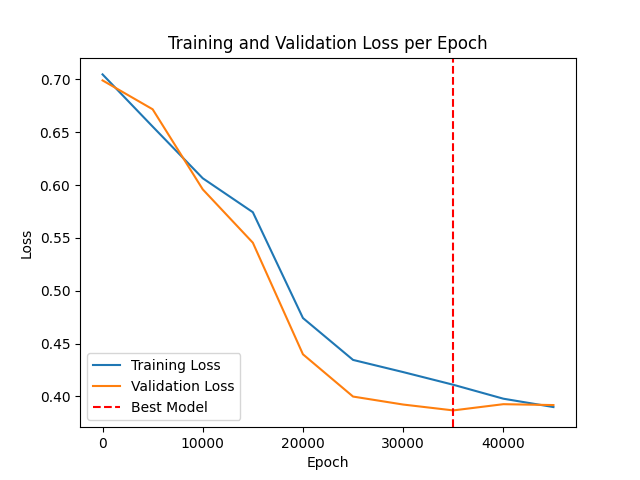 Training and Validation Loss per Epoch
0.70
0.65
0.60
0.55
0.50
0.45
0.40
Loss
Training Loss
Validation Loss
Best Model
0 10000 20000 30000 40000
Epoch